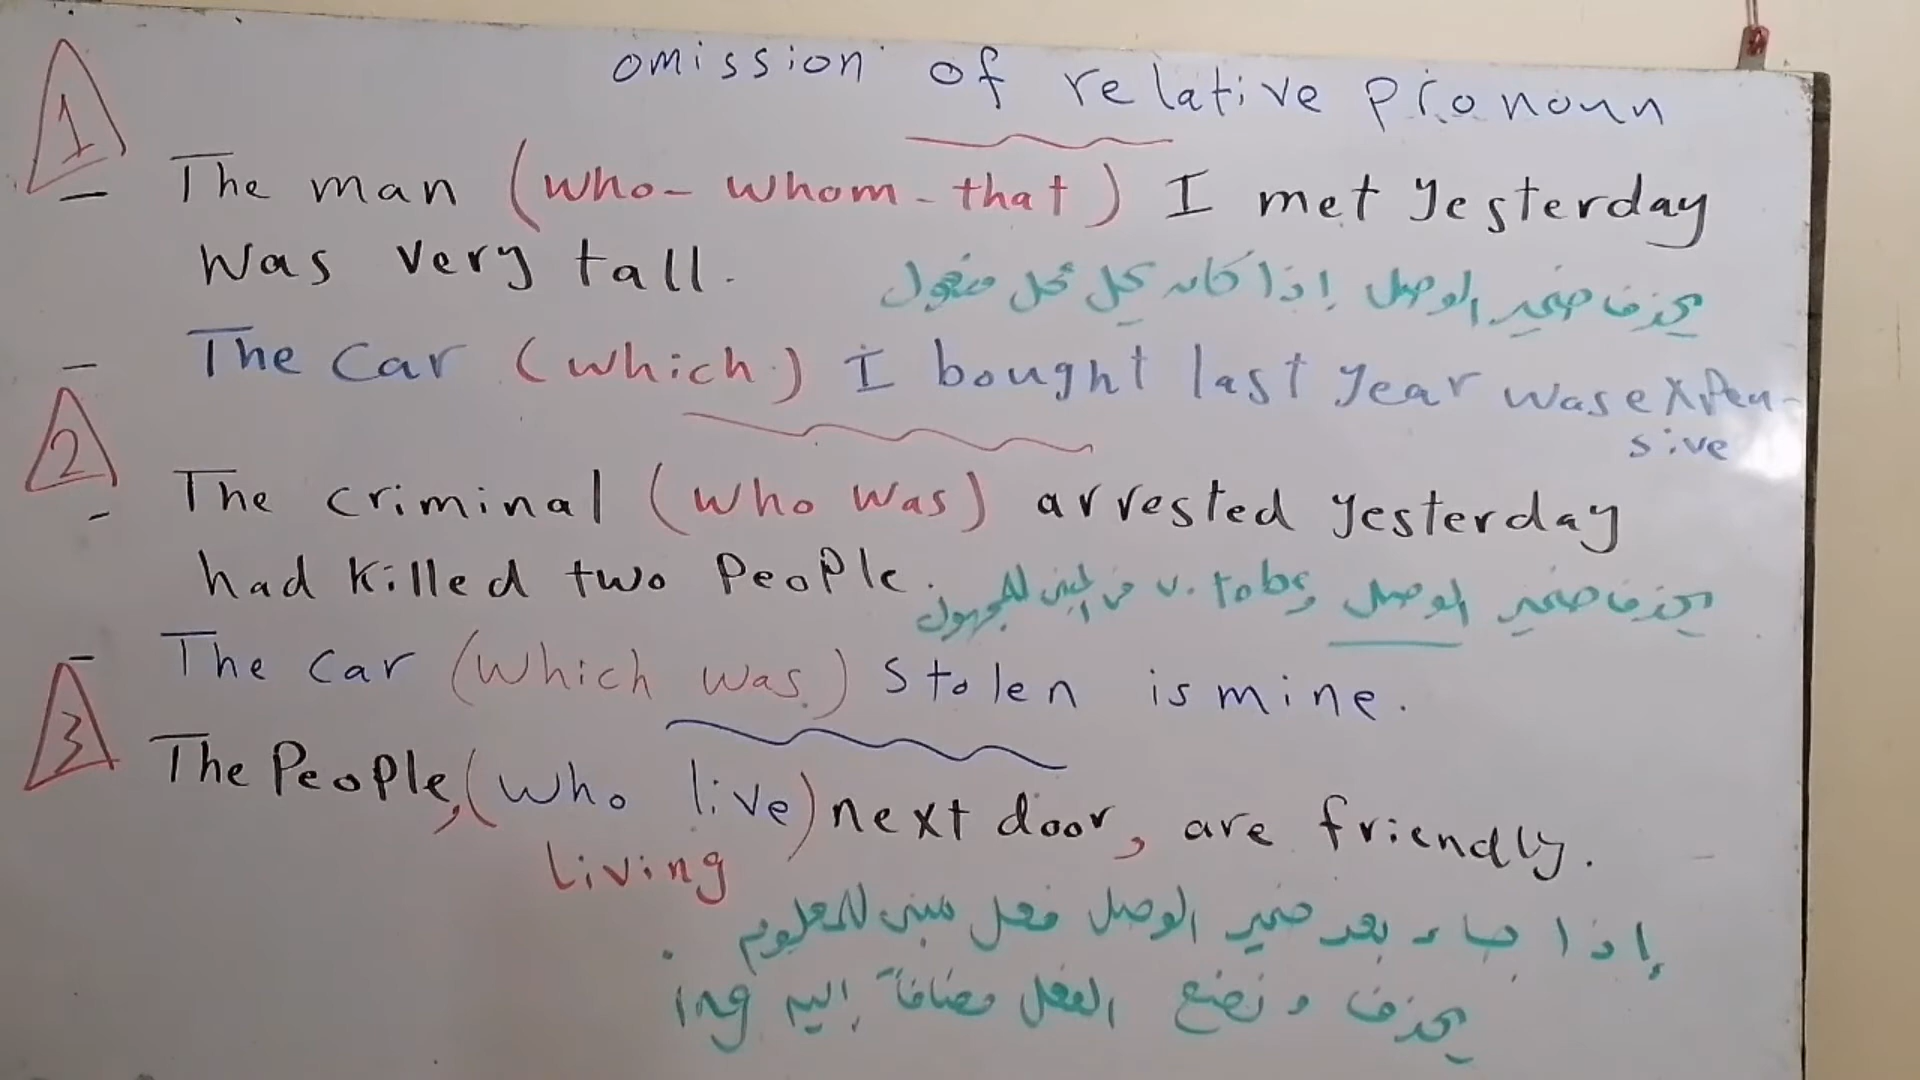 omission of relative pronoun
1
The man (who - whom - that) I met yesterday
was very tall.
يحذف ضمير الوصل إذا كان يحل محل مفعول
The car (which) I bought last year was expen-
sive
2
The criminal (who was) arrested yesterday
had killed two people.
يحذف ضمير الوصل و v. to be في المبني للمجهول
The car (which was) stolen is mine.
3
The people, (who live) next door, are friendly.
living
إذا جاء بعد ضمير الوصل فعل مبني للمعلوم .
يحذف و نضع الفعل مضافاً إليه ing